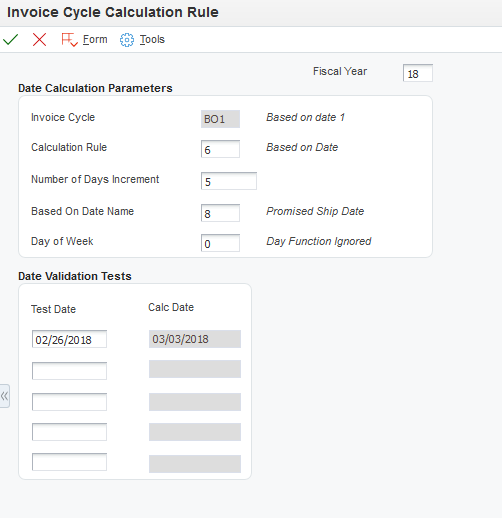 Invoice Cycle Calculation Rule
Form Tools
Fiscal Year 18
Date Calculation Parameters
Invoice Cycle BO1 Based on date 1
Calculation Rule 6 Based on Date
Number of Days Increment 5
Based On Date Name 8 Promised Ship Date
Day of Week 0 Day Function Ignored
Date Validation Tests
Test Date Calc Date
02/26/2018 03/03/2018